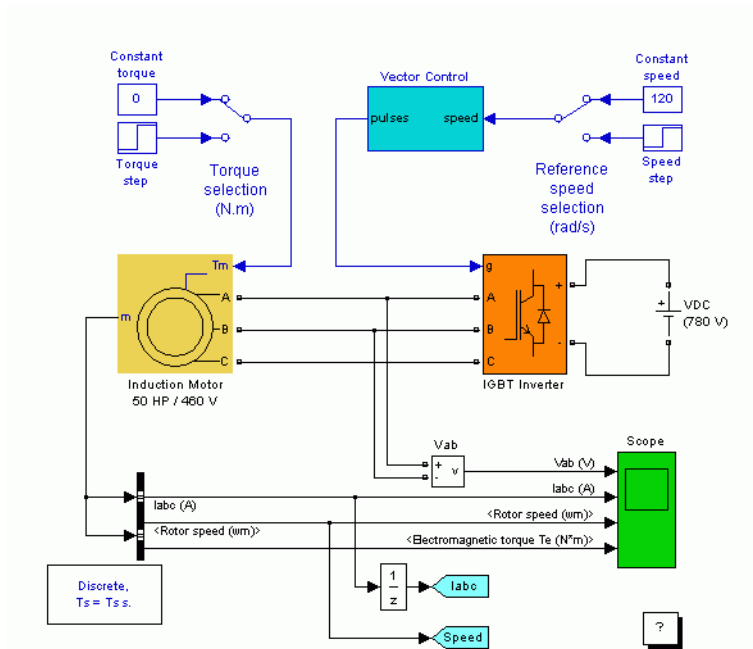 Constant
torque
0
Torque
step
Torque
selection
(N.m)
Vector Control
pulses
speed
Constant
speed
120
Speed
step
Reference
speed
selection
(rad/s)
Tm
m
A
B
C
Induction Motor
50 HP / 460 V
g
A
B
C
+
-
IGBT Inverter
+
VDC
(780 V)
Vab
+
-
v
Scope
Vab (V)
Iabc (A)
<Rotor speed (wm)>
<Electromagnetic torque Te (N*m)>
Iabc (A)
<Rotor speed (wm)>
Discrete,
Ts = Ts s.
1
z
Iabc
Speed
?